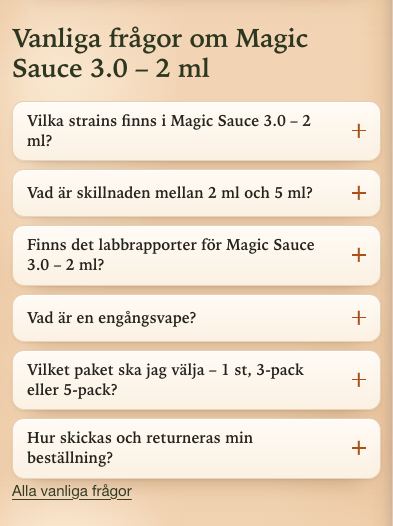 Vanliga frågor om Magic
Sauce 3.0 – 2 ml
Vilka strains finns i Magic Sauce 3.0 – 2
ml?
Vad är skillnaden mellan 2 ml och 5 ml?
Finns det labbrapporter för Magic Sauce
3.0 – 2 ml?
Vad är en engångsvape?
Vilket paket ska jag välja – 1 st, 3-pack
eller 5-pack?
Hur skickas och returneras min
beställning?
Alla vanliga frågor